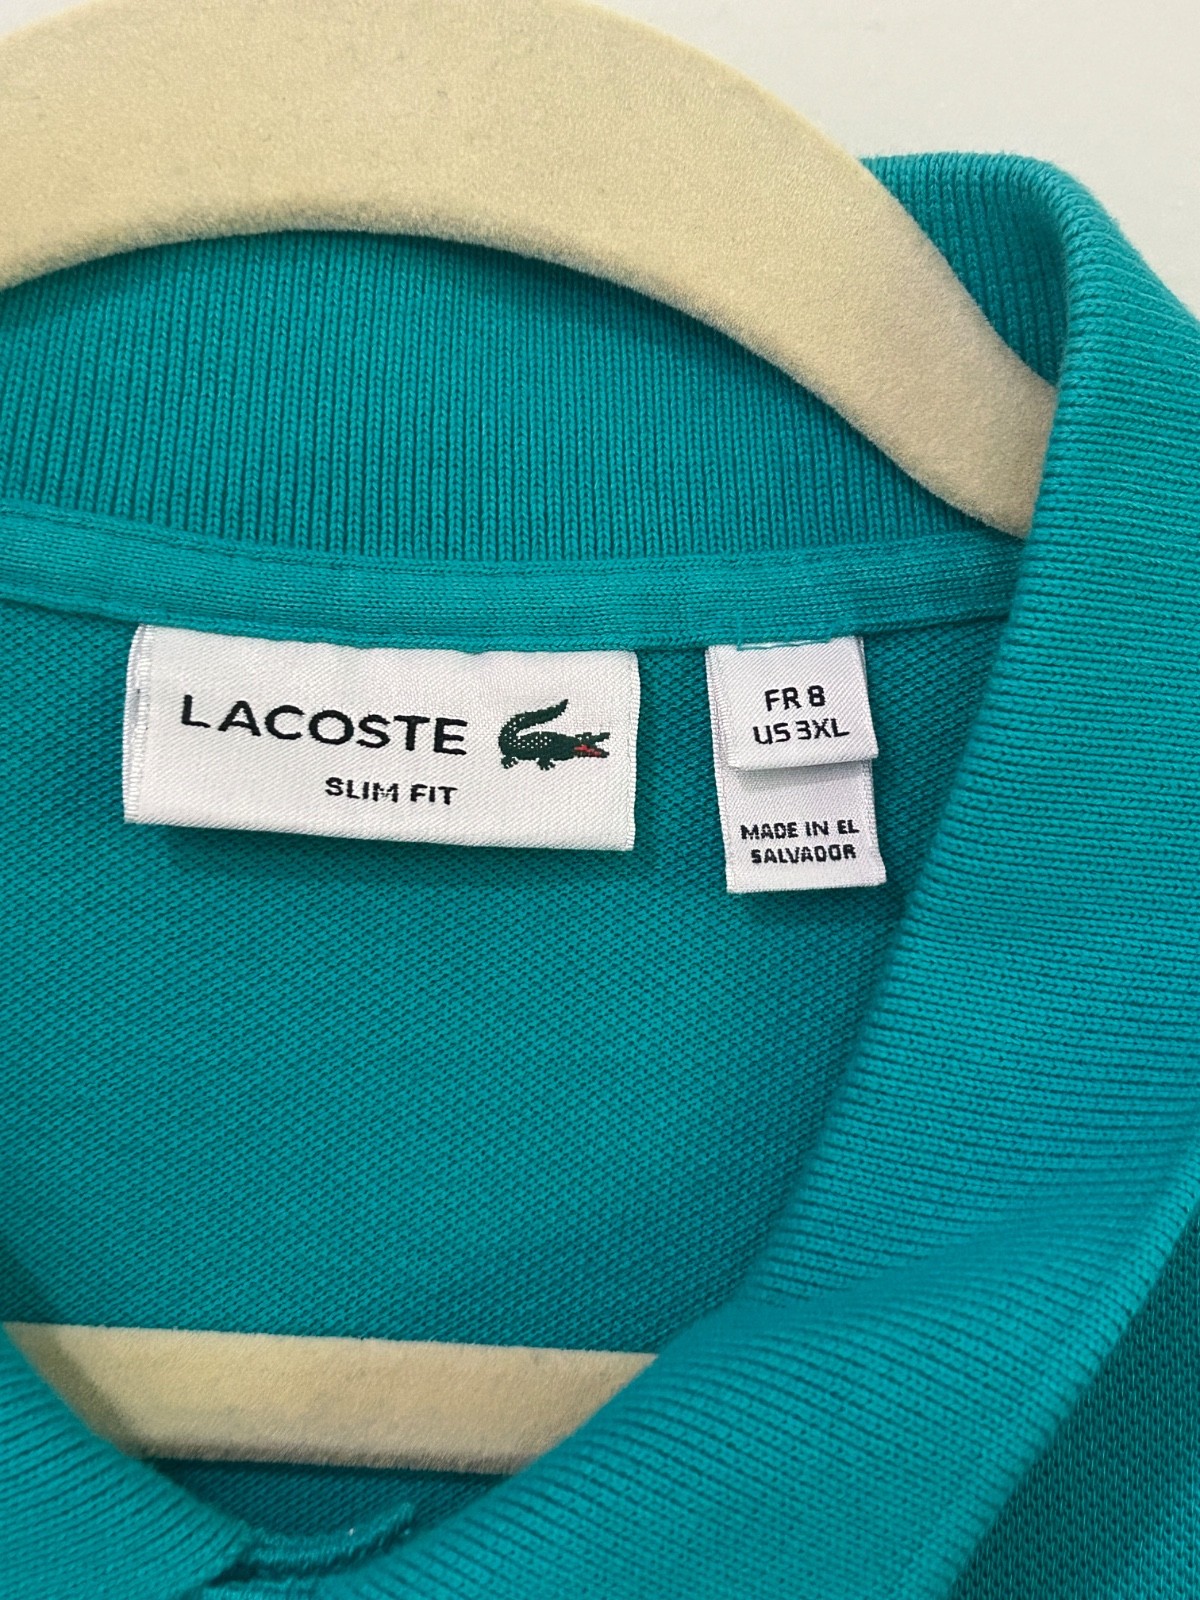 LACOSTE
SLIM FIT
FR 8
US 3XL
MADE IN EL
SALVADOR